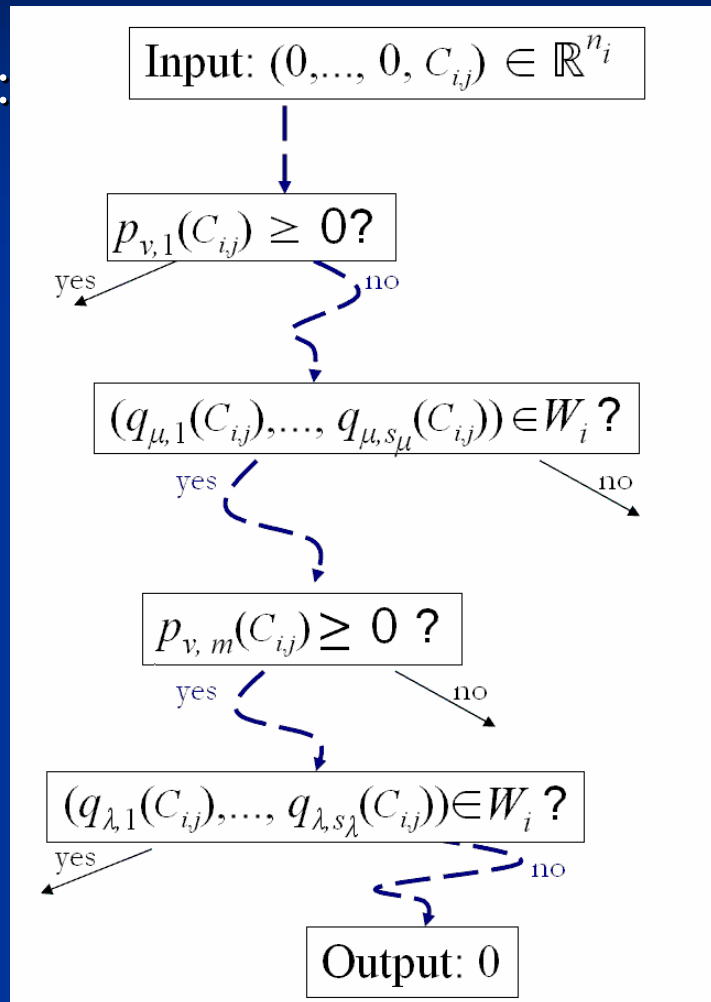 :
Input: (0,..., 0, C_{i,j}) ∈ ℝ^{n_i}
p_{ν,1}(C_{i,j}) ≥ 0?
yes
no
(q_{μ,1}(C_{i,j}),..., q_{μ,s_μ}(C_{i,j})) ∈ W_i ?
yes
no
p_{ν, m}(C_{i,j}) ≥ 0 ?
yes
no
(q_{λ,1}(C_{i,j}),..., q_{λ,s_λ}(C_{i,j})) ∈ W_i ?
yes
no
Output: 0